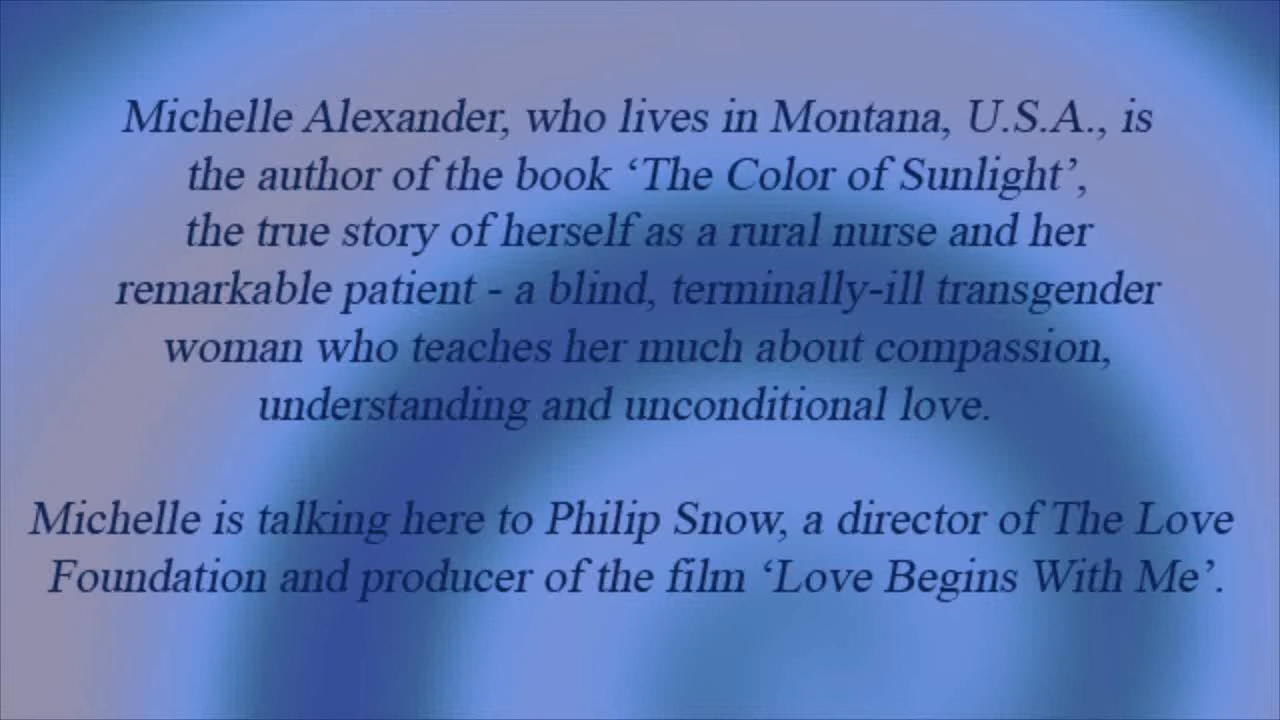 Michelle Alexander, who lives in Montana, U.S.A., is
the author of the book ‘The Color of Sunlight’,
the true story of herself as a rural nurse and her
remarkable patient - a blind, terminally-ill transgender
woman who teaches her much about compassion,
understanding and unconditional love.
Michelle is talking here to Philip Snow, a director of The Love
Foundation and producer of the film ‘Love Begins With Me’.